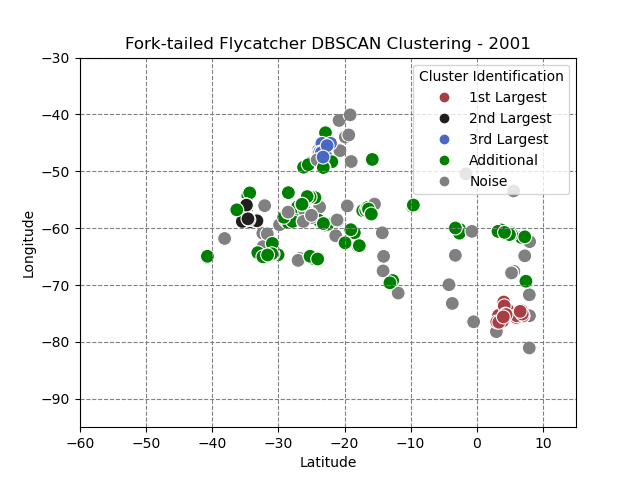 Fork-tailed Flycatcher DBSCAN Clustering - 2001
Cluster Identification
1st Largest
2nd Largest
3rd Largest
Additional
Noise
Longitude
−30
−40
−50
−60
−70
−80
−90
−60
−50
−40
−30
−20
−10
0
10
Latitude